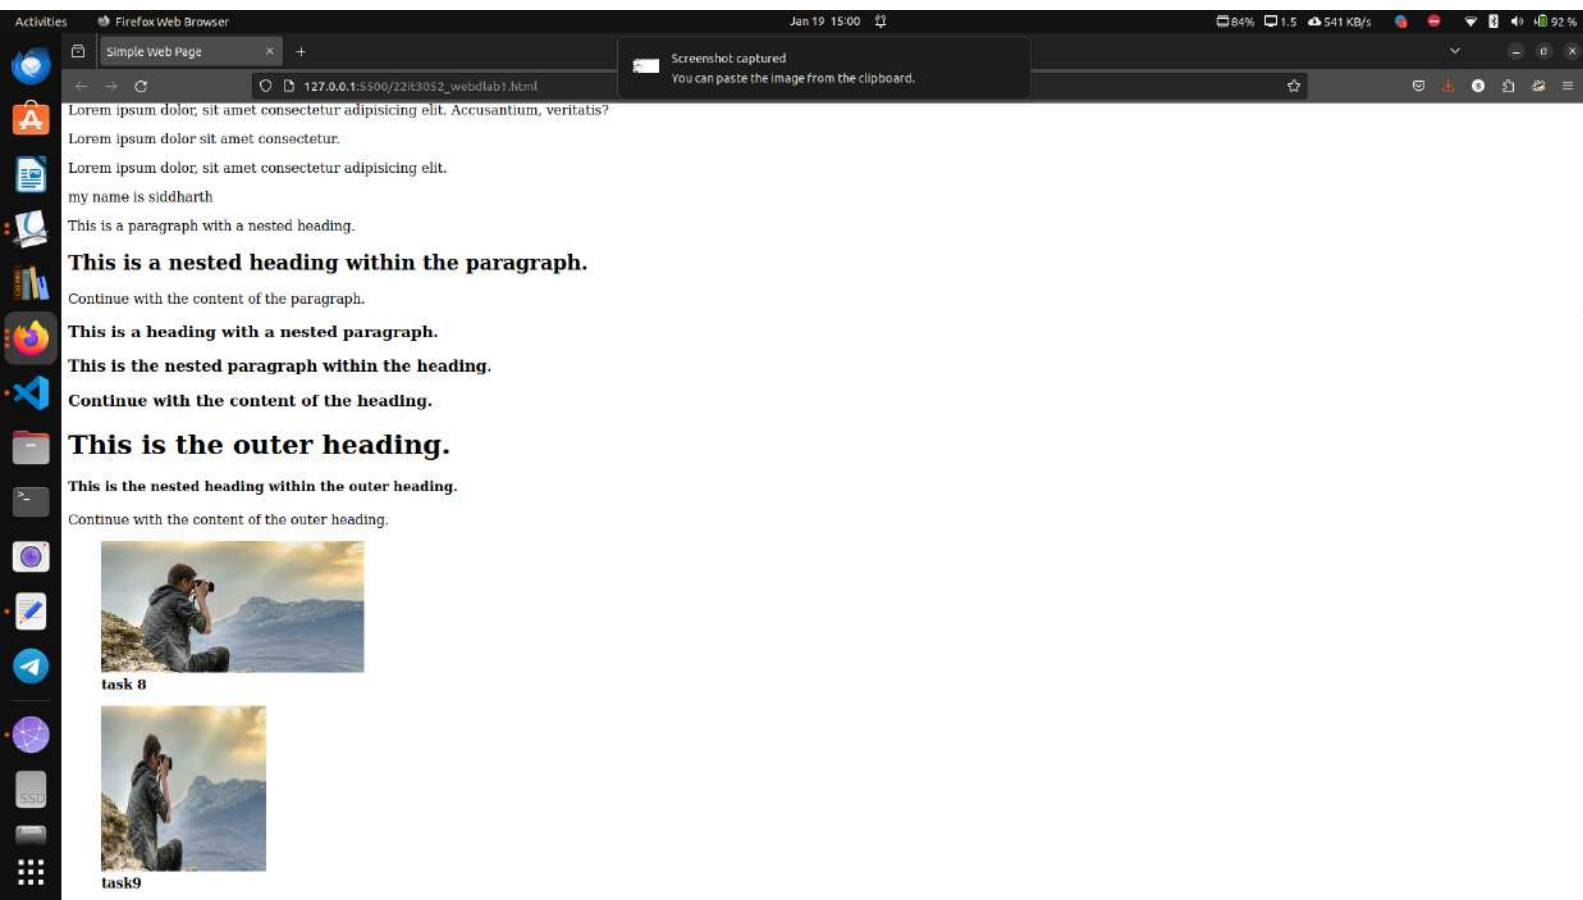 Activities Firefox Web Browser Jan 19 15:00 84% 1.5 541 KB/s 92 %
Simple Web Page × +
Screenshot captured
You can paste the image from the clipboard.
127.0.0.1:5500/22it3052_webdlab1.html
Lorem ipsum dolor, sit amet consectetur adipisicing elit. Accusantium, veritatis?
Lorem ipsum dolor sit amet consectetur.
Lorem ipsum dolor, sit amet consectetur adipisicing elit.
my name is siddharth
This is a paragraph with a nested heading.
This is a nested heading within the paragraph.
Continue with the content of the paragraph.
This is a heading with a nested paragraph.
This is the nested paragraph within the heading.
Continue with the content of the heading.
This is the outer heading.
This is the nested heading within the outer heading.
Continue with the content of the outer heading.
task 8
SSD
task9